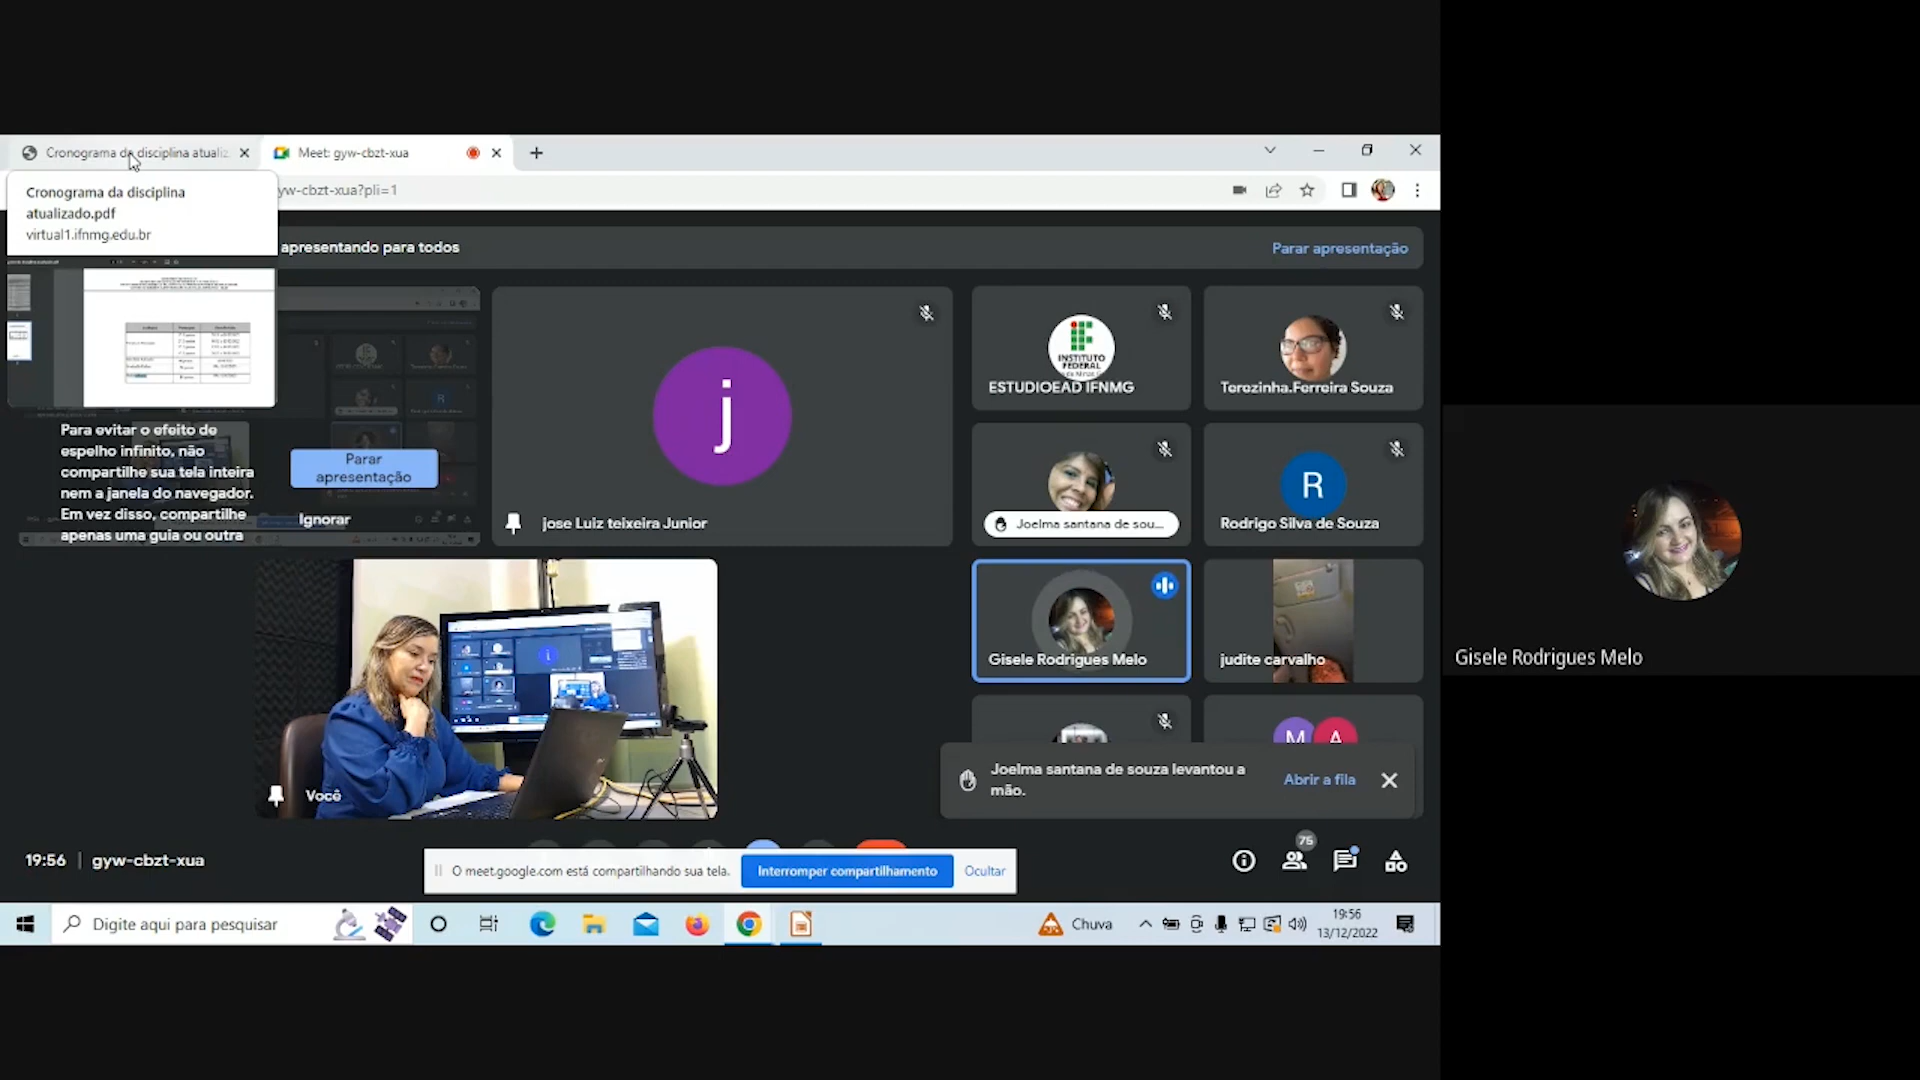 Cronograma da disciplina atualiz
Meet: gyw-cbzt-xua
Cronograma da disciplina
atualizado.pdf
virtual1.ifnmg.edu.br
yw-cbzt-xua?pli=1
apresentando para todos
Parar apresentação
Para evitar o efeito de
espelho infinito, não
compartilhe sua tela inteira
nem a janela do navegador.
Em vez disso, compartilhe
apenas uma guia ou outra
Parar
apresentação
Ignorar
j
jose Luiz teixeira Junior
INSTITUTO
FEDERAL
ESTUDIOEAD IFNMG
Terezinha.Ferreira Souza
Joelma santana de sou...
R
Rodrigo Silva de Souza
Gisele Rodrigues Melo
judite carvalho
Você
M
A
Joelma santana de souza levantou a
mão.
Abrir a fila
Gisele Rodrigues Melo
19:56 | gyw-cbzt-xua
75
O meet.google.com está compartilhando sua tela.
Interromper compartilhamento
Ocultar
Digite aqui para pesquisar
Chuva
19:56
13/12/2022